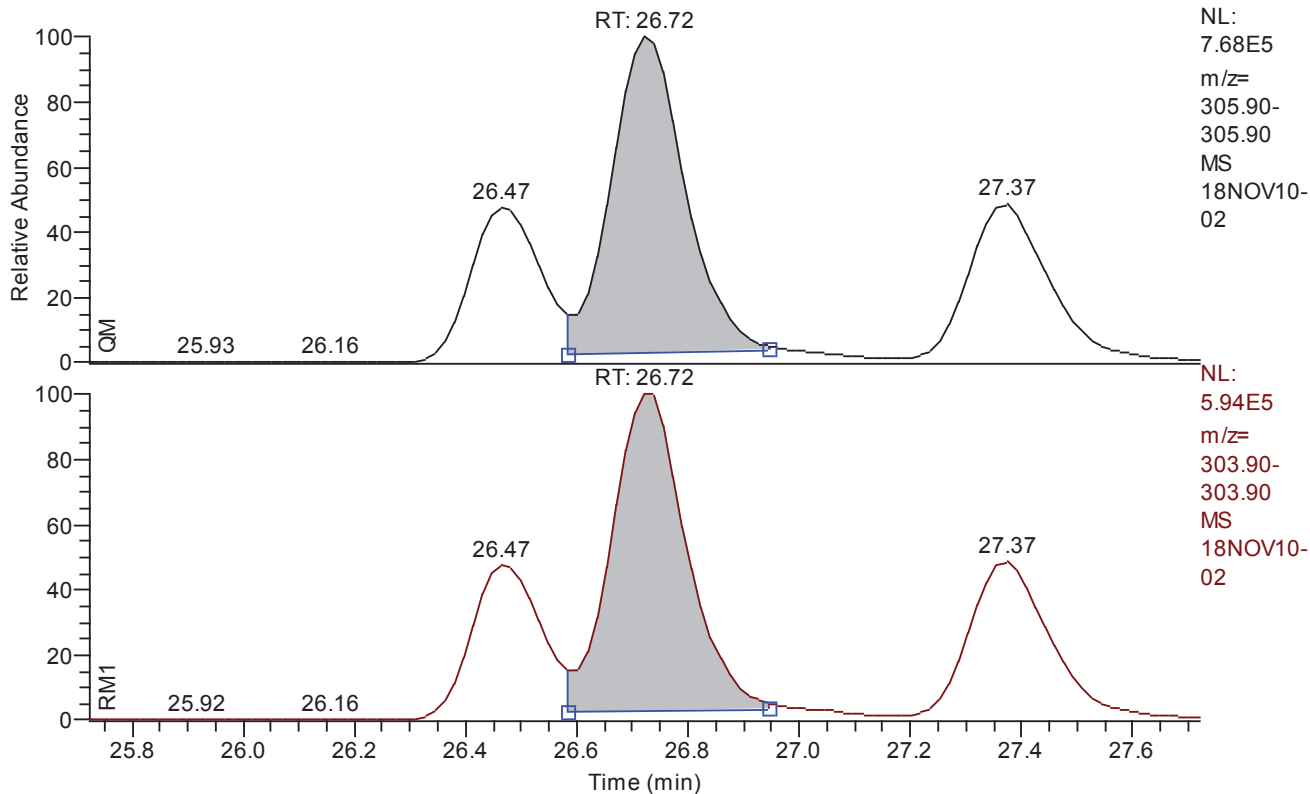 RT: 26.72
NL:
7.68E5
m/z=
305.90-
305.90
MS
18NOV10-
02
100
80
60
40
20
0
Relative Abundance
QM
25.93
26.16
26.47
27.37
RT: 26.72
NL:
5.94E5
m/z=
303.90-
303.90
MS
18NOV10-
02
100
80
60
40
20
0
RM1
25.92
26.16
26.47
27.37
25.8 26.0 26.2 26.4 26.6 26.8 27.0 27.2 27.4 27.6
Time (min)